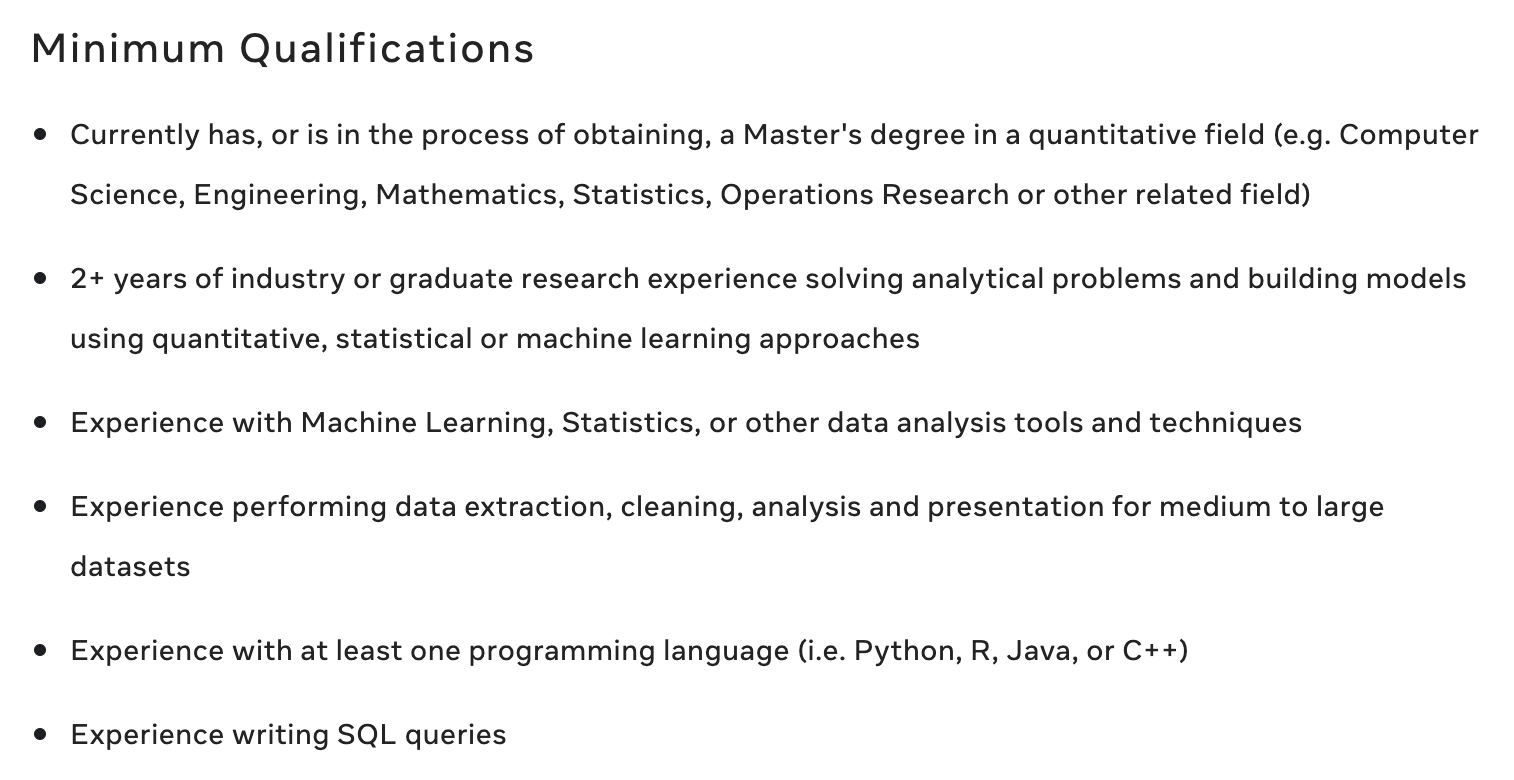 Minimum Qualifications
• Currently has, or is in the process of obtaining, a Master's degree in a quantitative field (e.g. Computer
Science, Engineering, Mathematics, Statistics, Operations Research or other related field)
• 2+ years of industry or graduate research experience solving analytical problems and building models
using quantitative, statistical or machine learning approaches
• Experience with Machine Learning, Statistics, or other data analysis tools and techniques
• Experience performing data extraction, cleaning, analysis and presentation for medium to large
datasets
• Experience with at least one programming language (i.e. Python, R, Java, or C++)
• Experience writing SQL queries